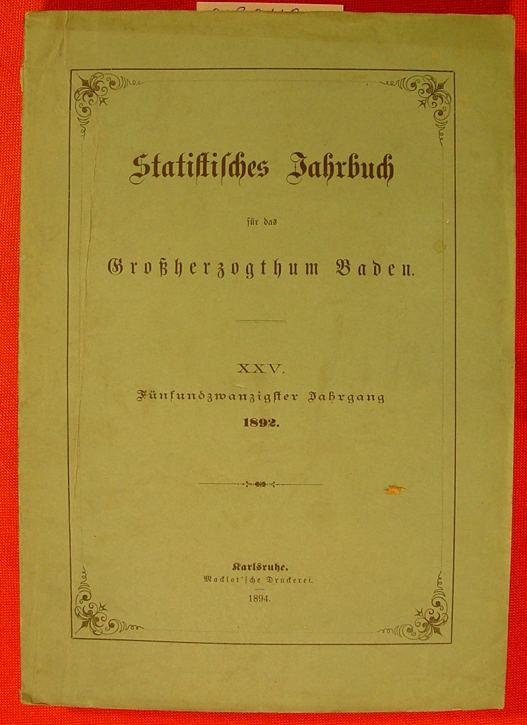 Statistisches Jahrbuch
für das
Großherzogthum Baden.
XXV.
Fünfundzwanzigster Jahrgang
1892.
Karlsruhe.
Macklot'sche Druckerei.
1894.